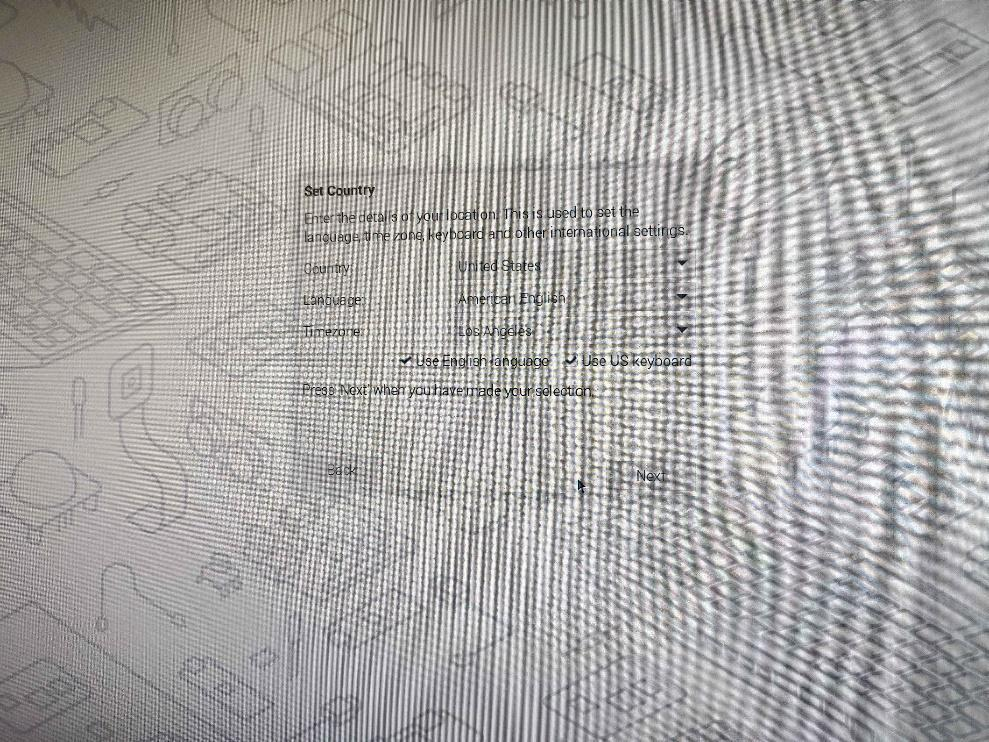 Set Country
Enter the details of your location. This is used to set the
language, time zone, keyboard and other international settings.
Country: United States
Language: American English
Timezone: Los Angeles
Use English language Use US keyboard
Press 'Next' when you have made your selection.
Back Next